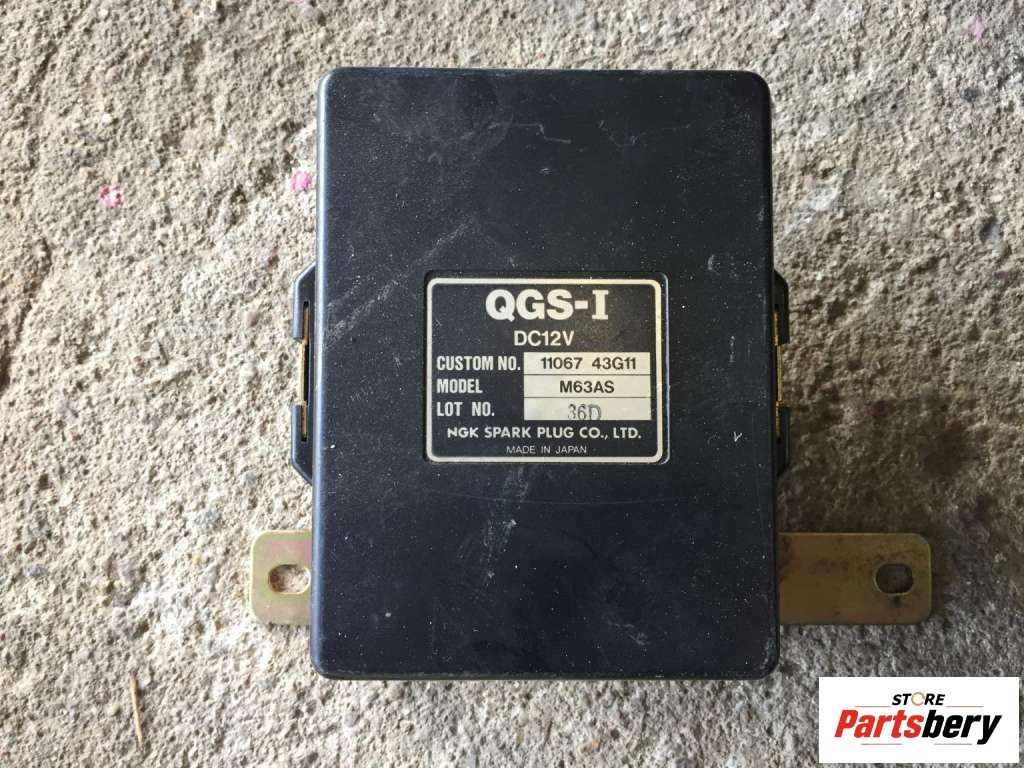 QGS-I
DC12V
CUSTOM NO. 11067 43G11
MODEL M63AS
LOT NO. 36D
NGK SPARK PLUG CO., LTD.
MADE IN JAPAN
STORE
Partsbery